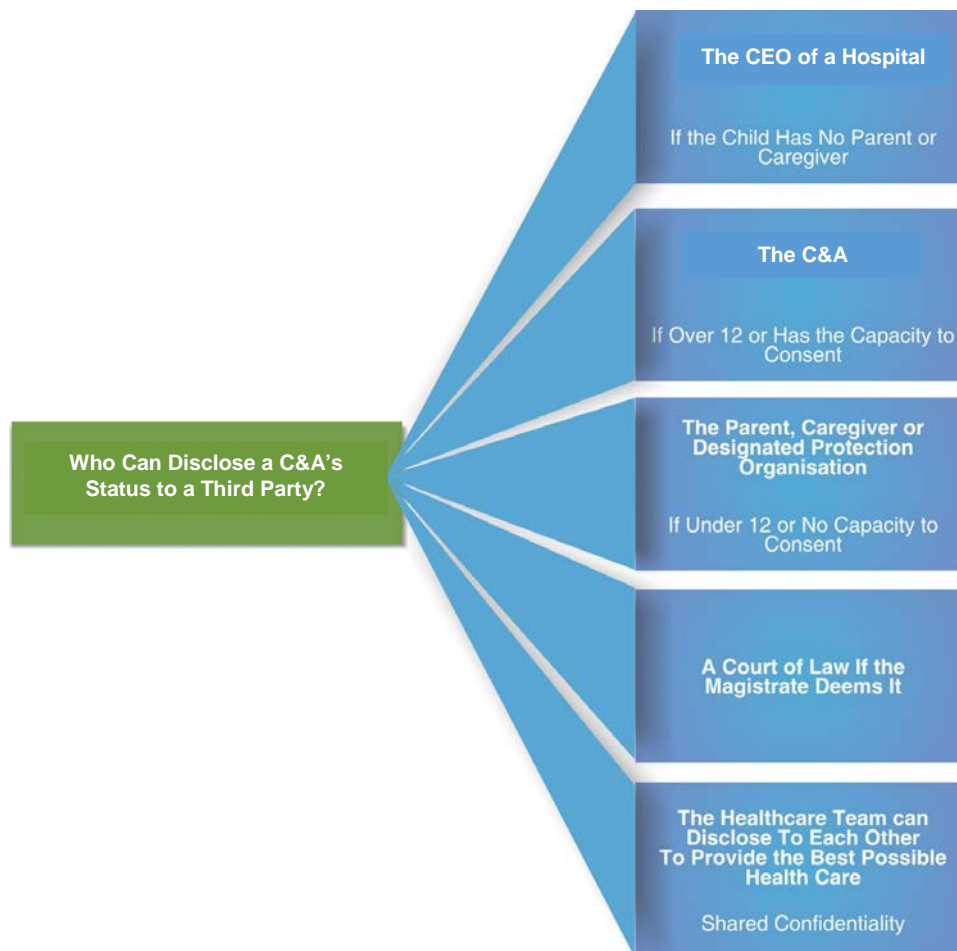 The CEO of a Hospital
If the Child Has No Parent or
Caregiver
The C&A
If Over 12 or Has the Capacity to
Consent
Who Can Disclose a C&A’s
Status to a Third Party?
The Parent, Caregiver or
Designated Protection
Organisation
If Under 12 or No Capacity to
Consent
A Court of Law If the
Magistrate Deems It
The Healthcare Team can
Disclose To Each Other
To Provide the Best Possible
Health Care
Shared Confidentiality